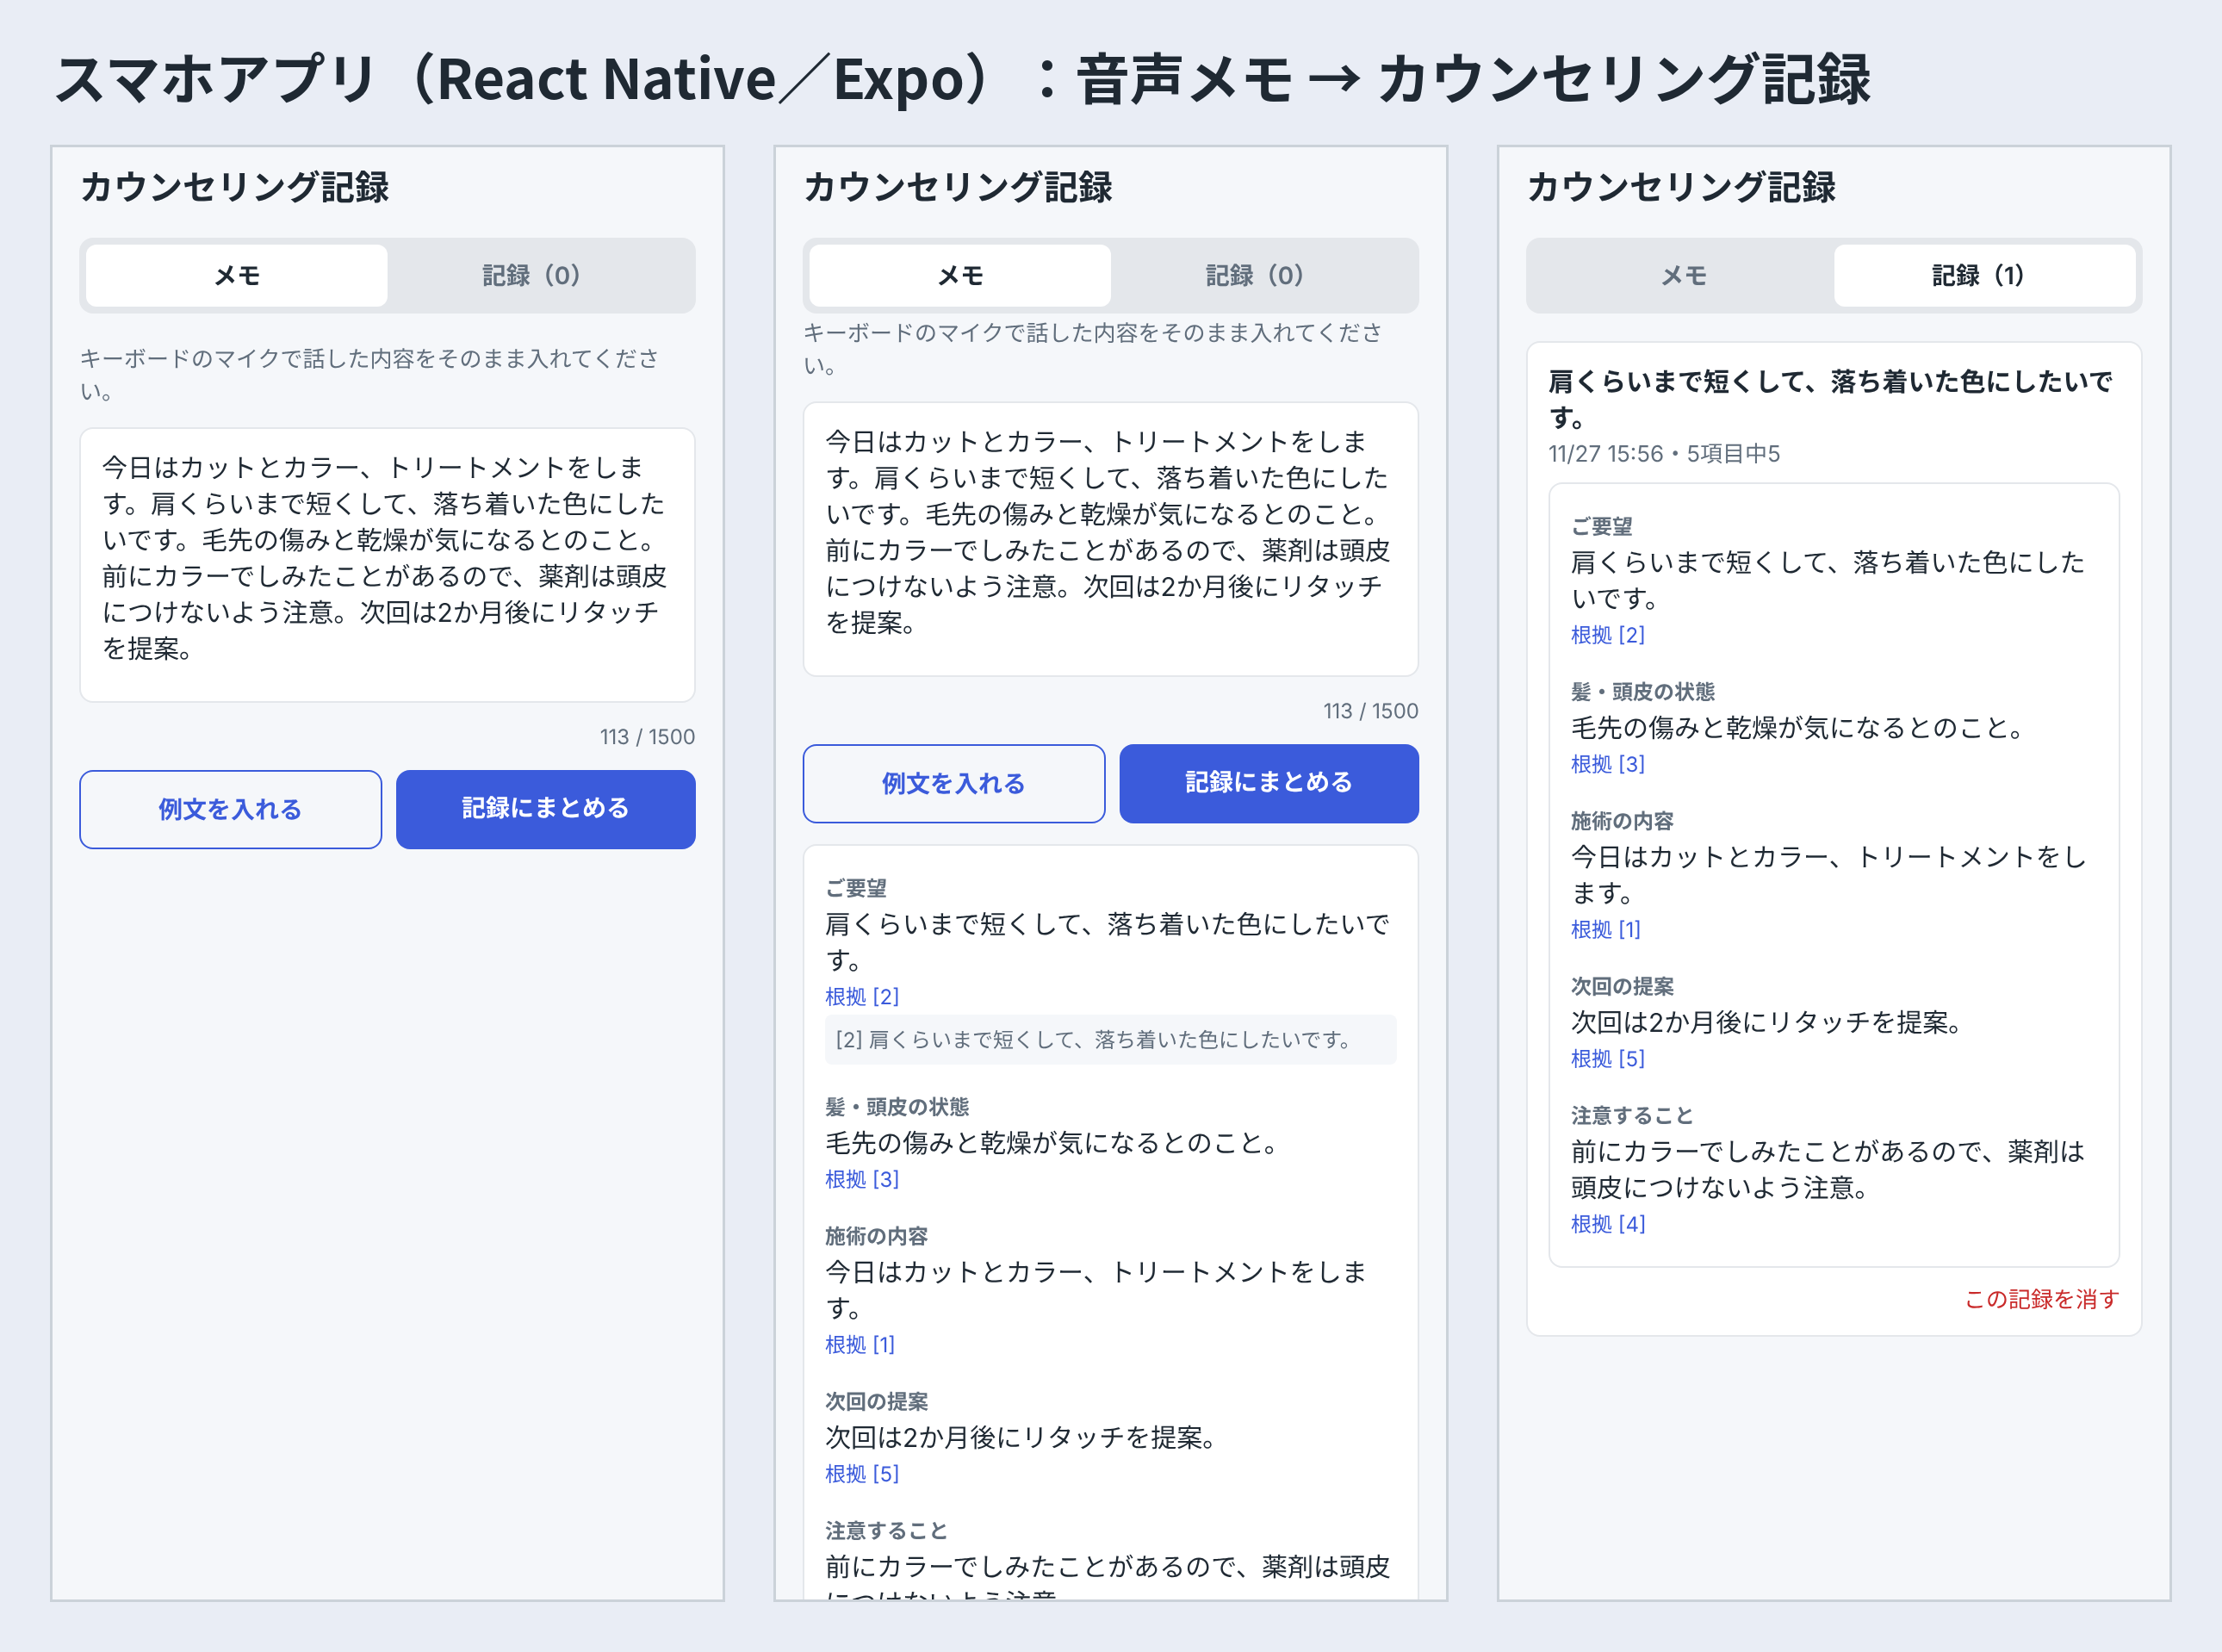 スマホアプリ（React Native／Expo）：音声メモ → カウンセリング記録
カウンセリング記録
メモ
記録（0）
キーボードのマイクで話した内容をそのまま入れてくださ
い。
今日はカットとカラー、トリートメントをしま
す。肩くらいまで短くして、落ち着いた色にした
いです。毛先の傷みと乾燥が気になるとのこと。
前にカラーでしみたことがあるので、薬剤は頭皮
につけないよう注意。次回は2か月後にリタッチ
を提案。
113 / 1500
例文を入れる
記録にまとめる
カウンセリング記録
メモ
記録（0）
キーボードのマイクで話した内容をそのまま入れてくださ
い。
今日はカットとカラー、トリートメントをしま
す。肩くらいまで短くして、落ち着いた色にした
いです。毛先の傷みと乾燥が気になるとのこと。
前にカラーでしみたことがあるので、薬剤は頭皮
につけないよう注意。次回は2か月後にリタッチ
を提案。
113 / 1500
例文を入れる
記録にまとめる
ご要望
肩くらいまで短くして、落ち着いた色にしたいで
す。
根拠 [2]
[2] 肩くらいまで短くして、落ち着いた色にしたいです。
髪・頭皮の状態
毛先の傷みと乾燥が気になるとのこと。
根拠 [3]
施術の内容
今日はカットとカラー、トリートメントをしま
す。
根拠 [1]
次回の提案
次回は2か月後にリタッチを提案。
根拠 [5]
注意すること
前にカラーでしみたことがあるので、薬剤は頭皮
につけないよう注意
カウンセリング記録
メモ
記録（1）
肩くらいまで短くして、落ち着いた色にしたいで
す。
11/27 15:56・5項目中5
ご要望
肩くらいまで短くして、落ち着いた色にした
いです。
根拠 [2]
髪・頭皮の状態
毛先の傷みと乾燥が気になるとのこと。
根拠 [3]
施術の内容
今日はカットとカラー、トリートメントをし
ます。
根拠 [1]
次回の提案
次回は2か月後にリタッチを提案。
根拠 [5]
注意すること
前にカラーでしみたことがあるので、薬剤は
頭皮につけないよう注意。
根拠 [4]
この記録を消す